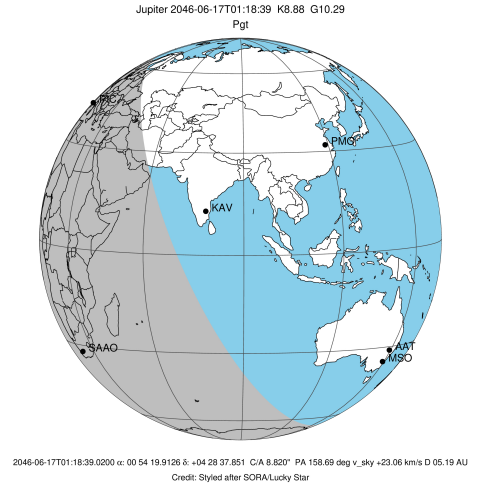 Jupiter 2046-06-17T01:18:39 K8.88 G10.29
Pgt
PIC
PMO
KAV
SAAO
AAT
MSO
2046-06-17T01:18:39.0200 α: 00 54 19.9126 δ: +04 28 37.851 C/A 8.820" PA 158.69 deg v_sky +23.06 km/s D 05.19 AU
Credit: Styled after SORA/Lucky Star